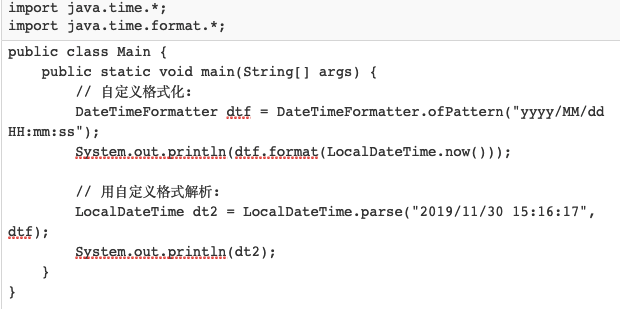 import java.time.*;
import java.time.format.*;
public class Main {
    public static void main(String[] args) {
        // 自定义格式化:
        DateTimeFormatter dtf = DateTimeFormatter.ofPattern("yyyy/MM/dd
HH:mm:ss");
        System.out.println(dtf.format(LocalDateTime.now()));

        // 用自定义格式解析:
        LocalDateTime dt2 = LocalDateTime.parse("2019/11/30 15:16:17",
dtf);
        System.out.println(dt2);
    }
}